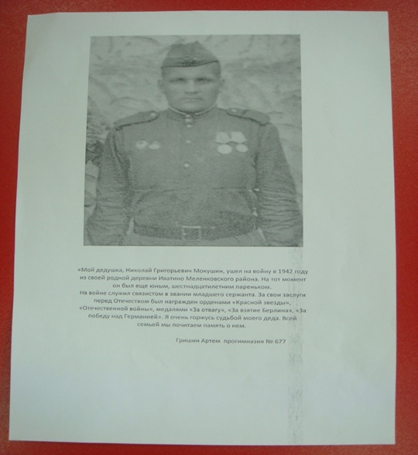 «Мой дедушка, Николай Григорьевич Мокушин, ушел на войну в 1942 году
из своей родной деревни Икатино Меленковского района. На тот момент
он был еще юным, шестнадцатилетним пареньком.
На войне служил связистом в звании младшего сержанта. За свои заслуги
перед Отечеством был награжден орденами «Красной звезды»,
«Отечественной войны», медалями «За отвагу», «За взятие Берлина», «За
победу над Германией». Я очень горжусь судьбой моего деда. Всей
семьей мы почитаем память о нем.
Гришин Артем прогимназия № 677